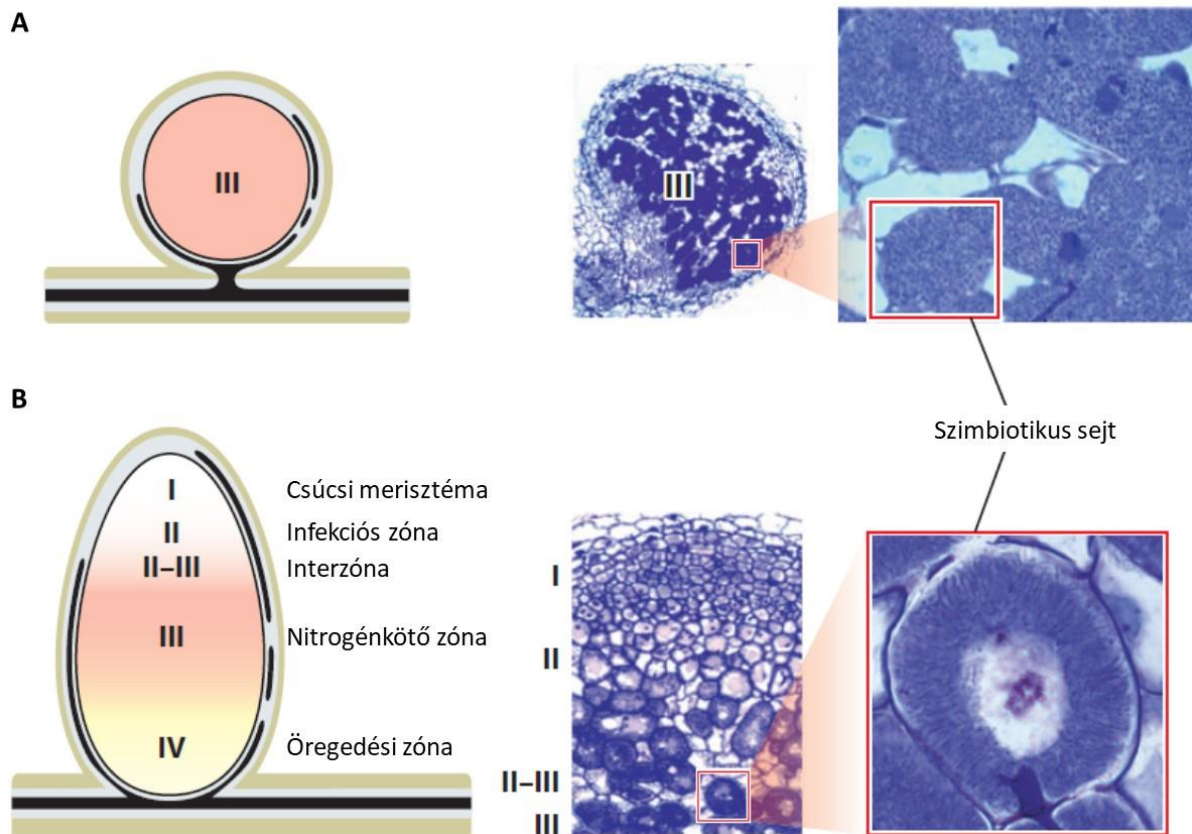 A
III
III
Szimbiotikus sejt
B
I Csúcsi merisztéma
II Infekciós zóna
II–III Interzóna
III Nitrogénkötő zóna
IV Öregedési zóna
I
II
II–III
III